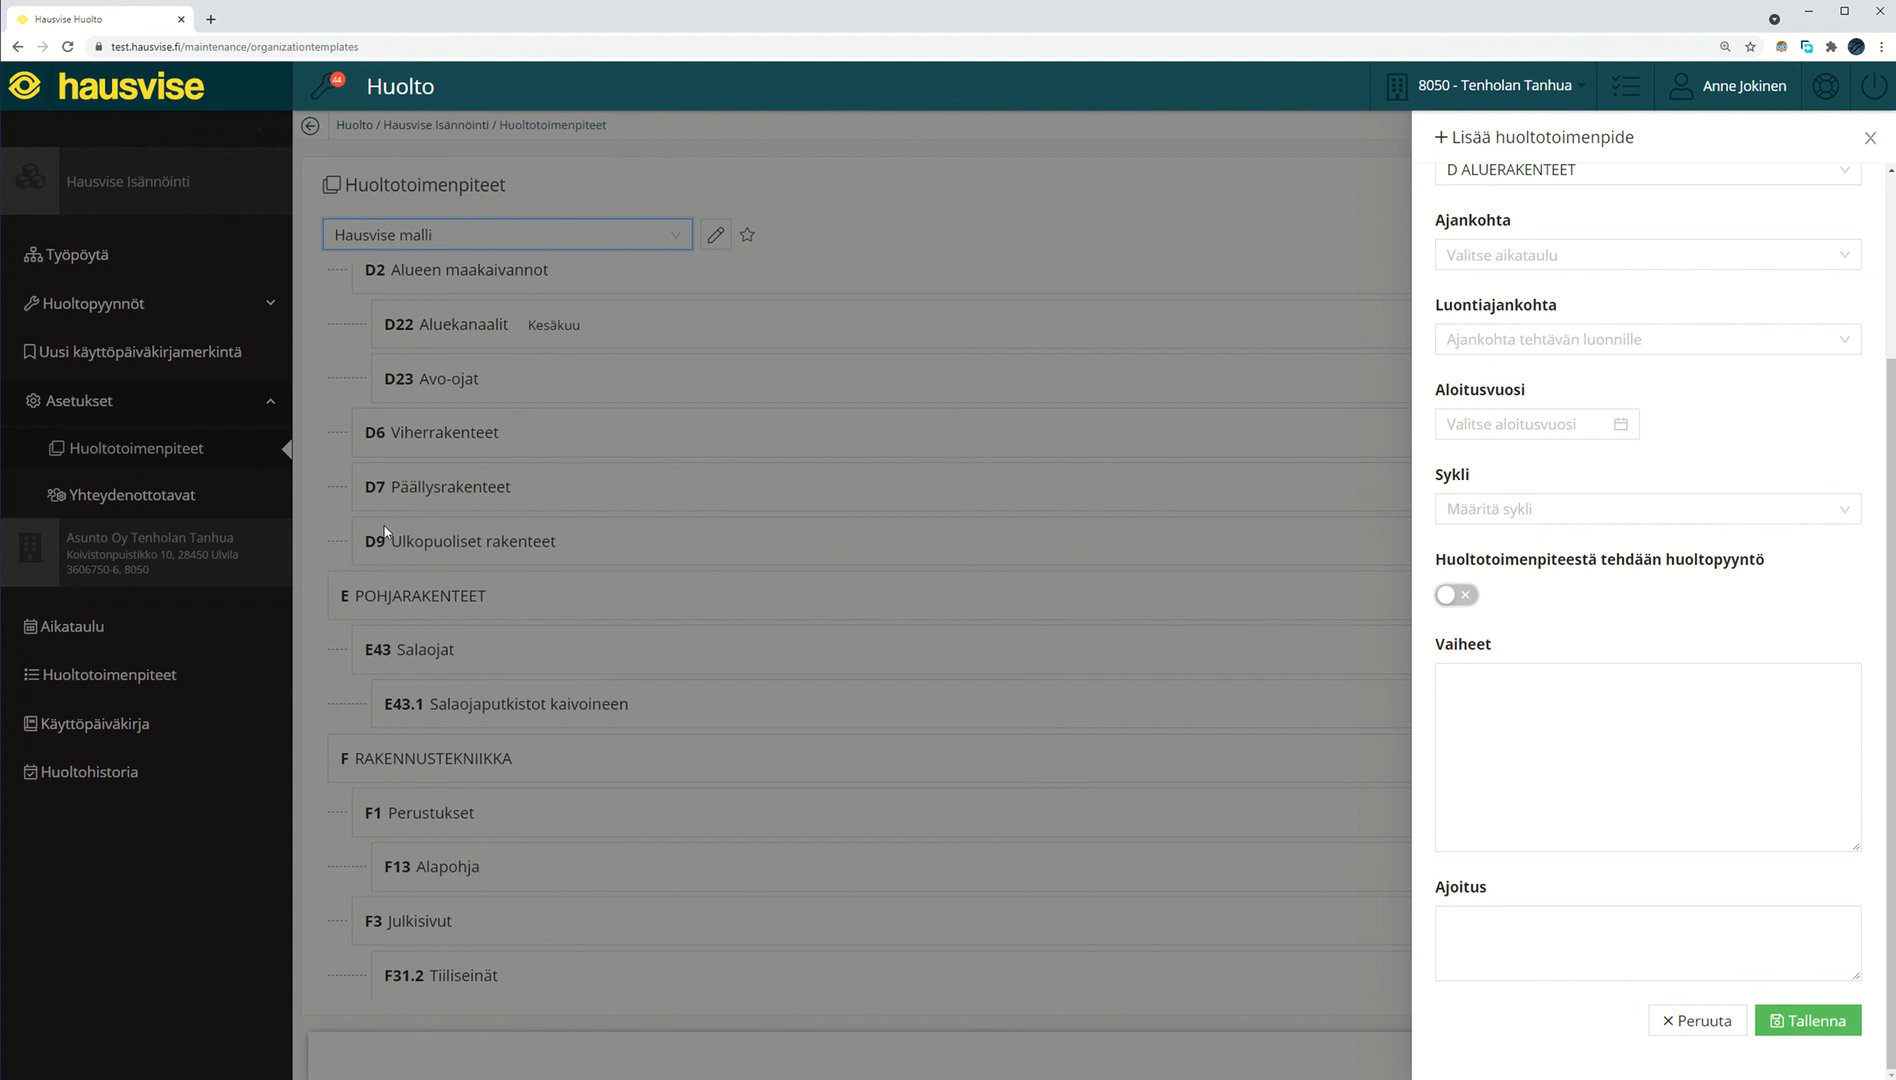 Hausvise Huolto
test.hausvise.fi/maintenance/organizationtemplates
hausvise
44
Huolto
8050 - Tenholan Tanhua
Anne Jokinen
Huolto / Hausvise Isännöinti / Huoltotoimenpiteet
Hausvise Isännöinti
Työpöytä
Huoltopyynnöt
Uusi käyttöpäiväkirjamerkintä
Asetukset
Huoltotoimenpiteet
Yhteydenottotavat
Asunto Oy Tenholan Tanhua
Koivistonpuistikko 10, 28450 Ulvila
3606750-6, 8050
Aikataulu
Huoltotoimenpiteet
Käyttöpäiväkirja
Huoltohistoria
Huoltotoimenpiteet
Hausvise malli
D2 Alueen maakaivannot
D22 Aluekanaalit Kesäkuu
D23 Avo-ojat
D6 Viherrakenteet
D7 Päällysrakenteet
D9 Ulkopuoliset rakenteet
E POHJARAKENTEET
E43 Salaojat
E43.1 Salaojaputkistot kaivoineen
F RAKENNUSTEKNIIKKA
F1 Perustukset
F13 Alapohja
F3 Julkisivut
F31.2 Tiiliseinät
+ Lisää huoltotoimenpide
D ALUERAKENTEET
Ajankohta
Valitse aikataulu
Luontiajankohta
Ajankohta tehtävän luonnille
Aloitusvuosi
Valitse aloitusvuosi
Sykli
Määritä sykli
Huoltotoimenpiteestä tehdään huoltopyyntö
Vaiheet
Ajoitus
Peruuta
Tallenna